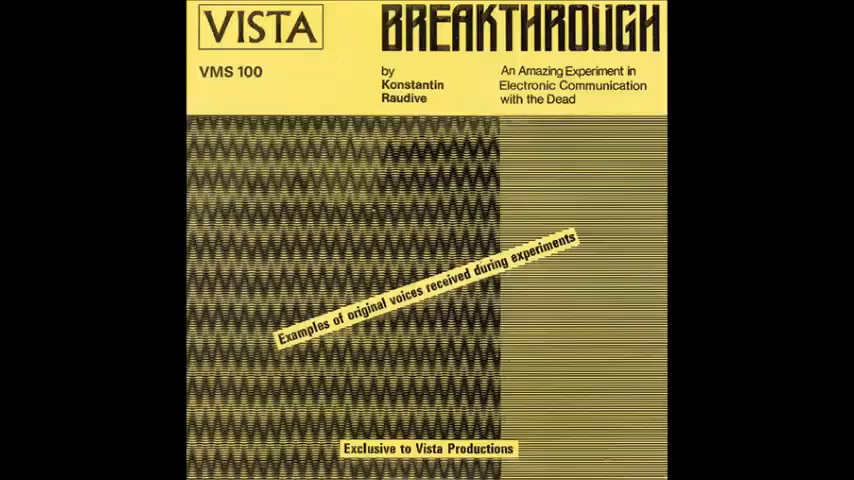 VISTA
BREAKTHROUGH
VMS 100
by
Konstantin
Raudive
An Amazing Experiment in
Electronic Communication
with the Dead
Examples of original voices received during experiments
Exclusive to Vista Productions